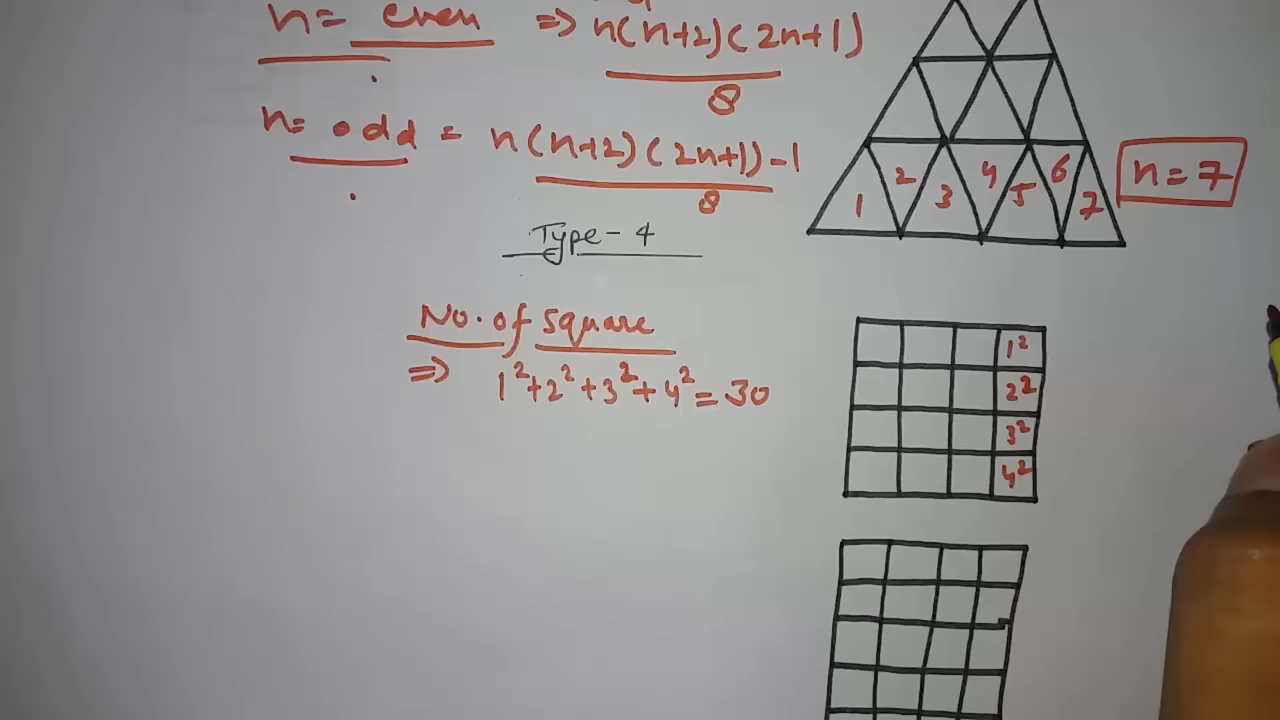 n = even ⇒ n(n+2)(2n+1)
8
n = odd = n(n+2)(2n+1)-1
8
1 2 3 4 5 6 7
n = 7
Type - 4
No. of square
⇒ 1²+2²+3²+4² = 30
1²
2²
3²
4²